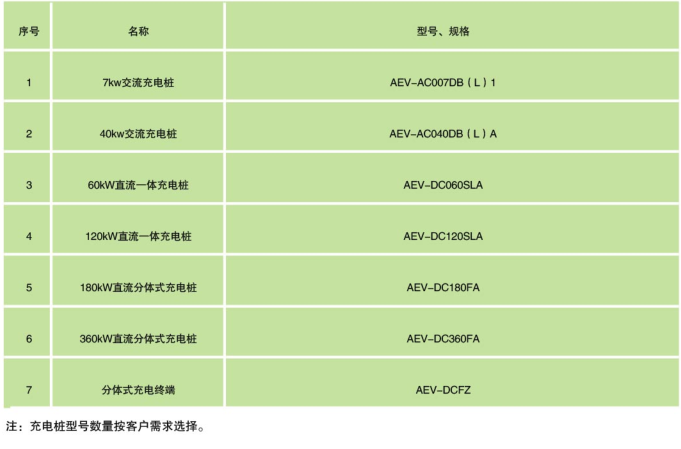 序号 名称 型号、规格
1 7kw交流充电桩 AEV-AC007DB（L）1
2 40kw交流充电桩 AEV-AC040DB（L）A
3 60kW直流一体充电桩 AEV-DC060SLA
4 120kW直流一体充电桩 AEV-DC120SLA
5 180kW直流分体式充电桩 AEV-DC180FA
6 360kW直流分体式充电桩 AEV-DC360FA
7 分体式充电终端 AEV-DCFZ
注：充电桩型号数量按客户需求选择。